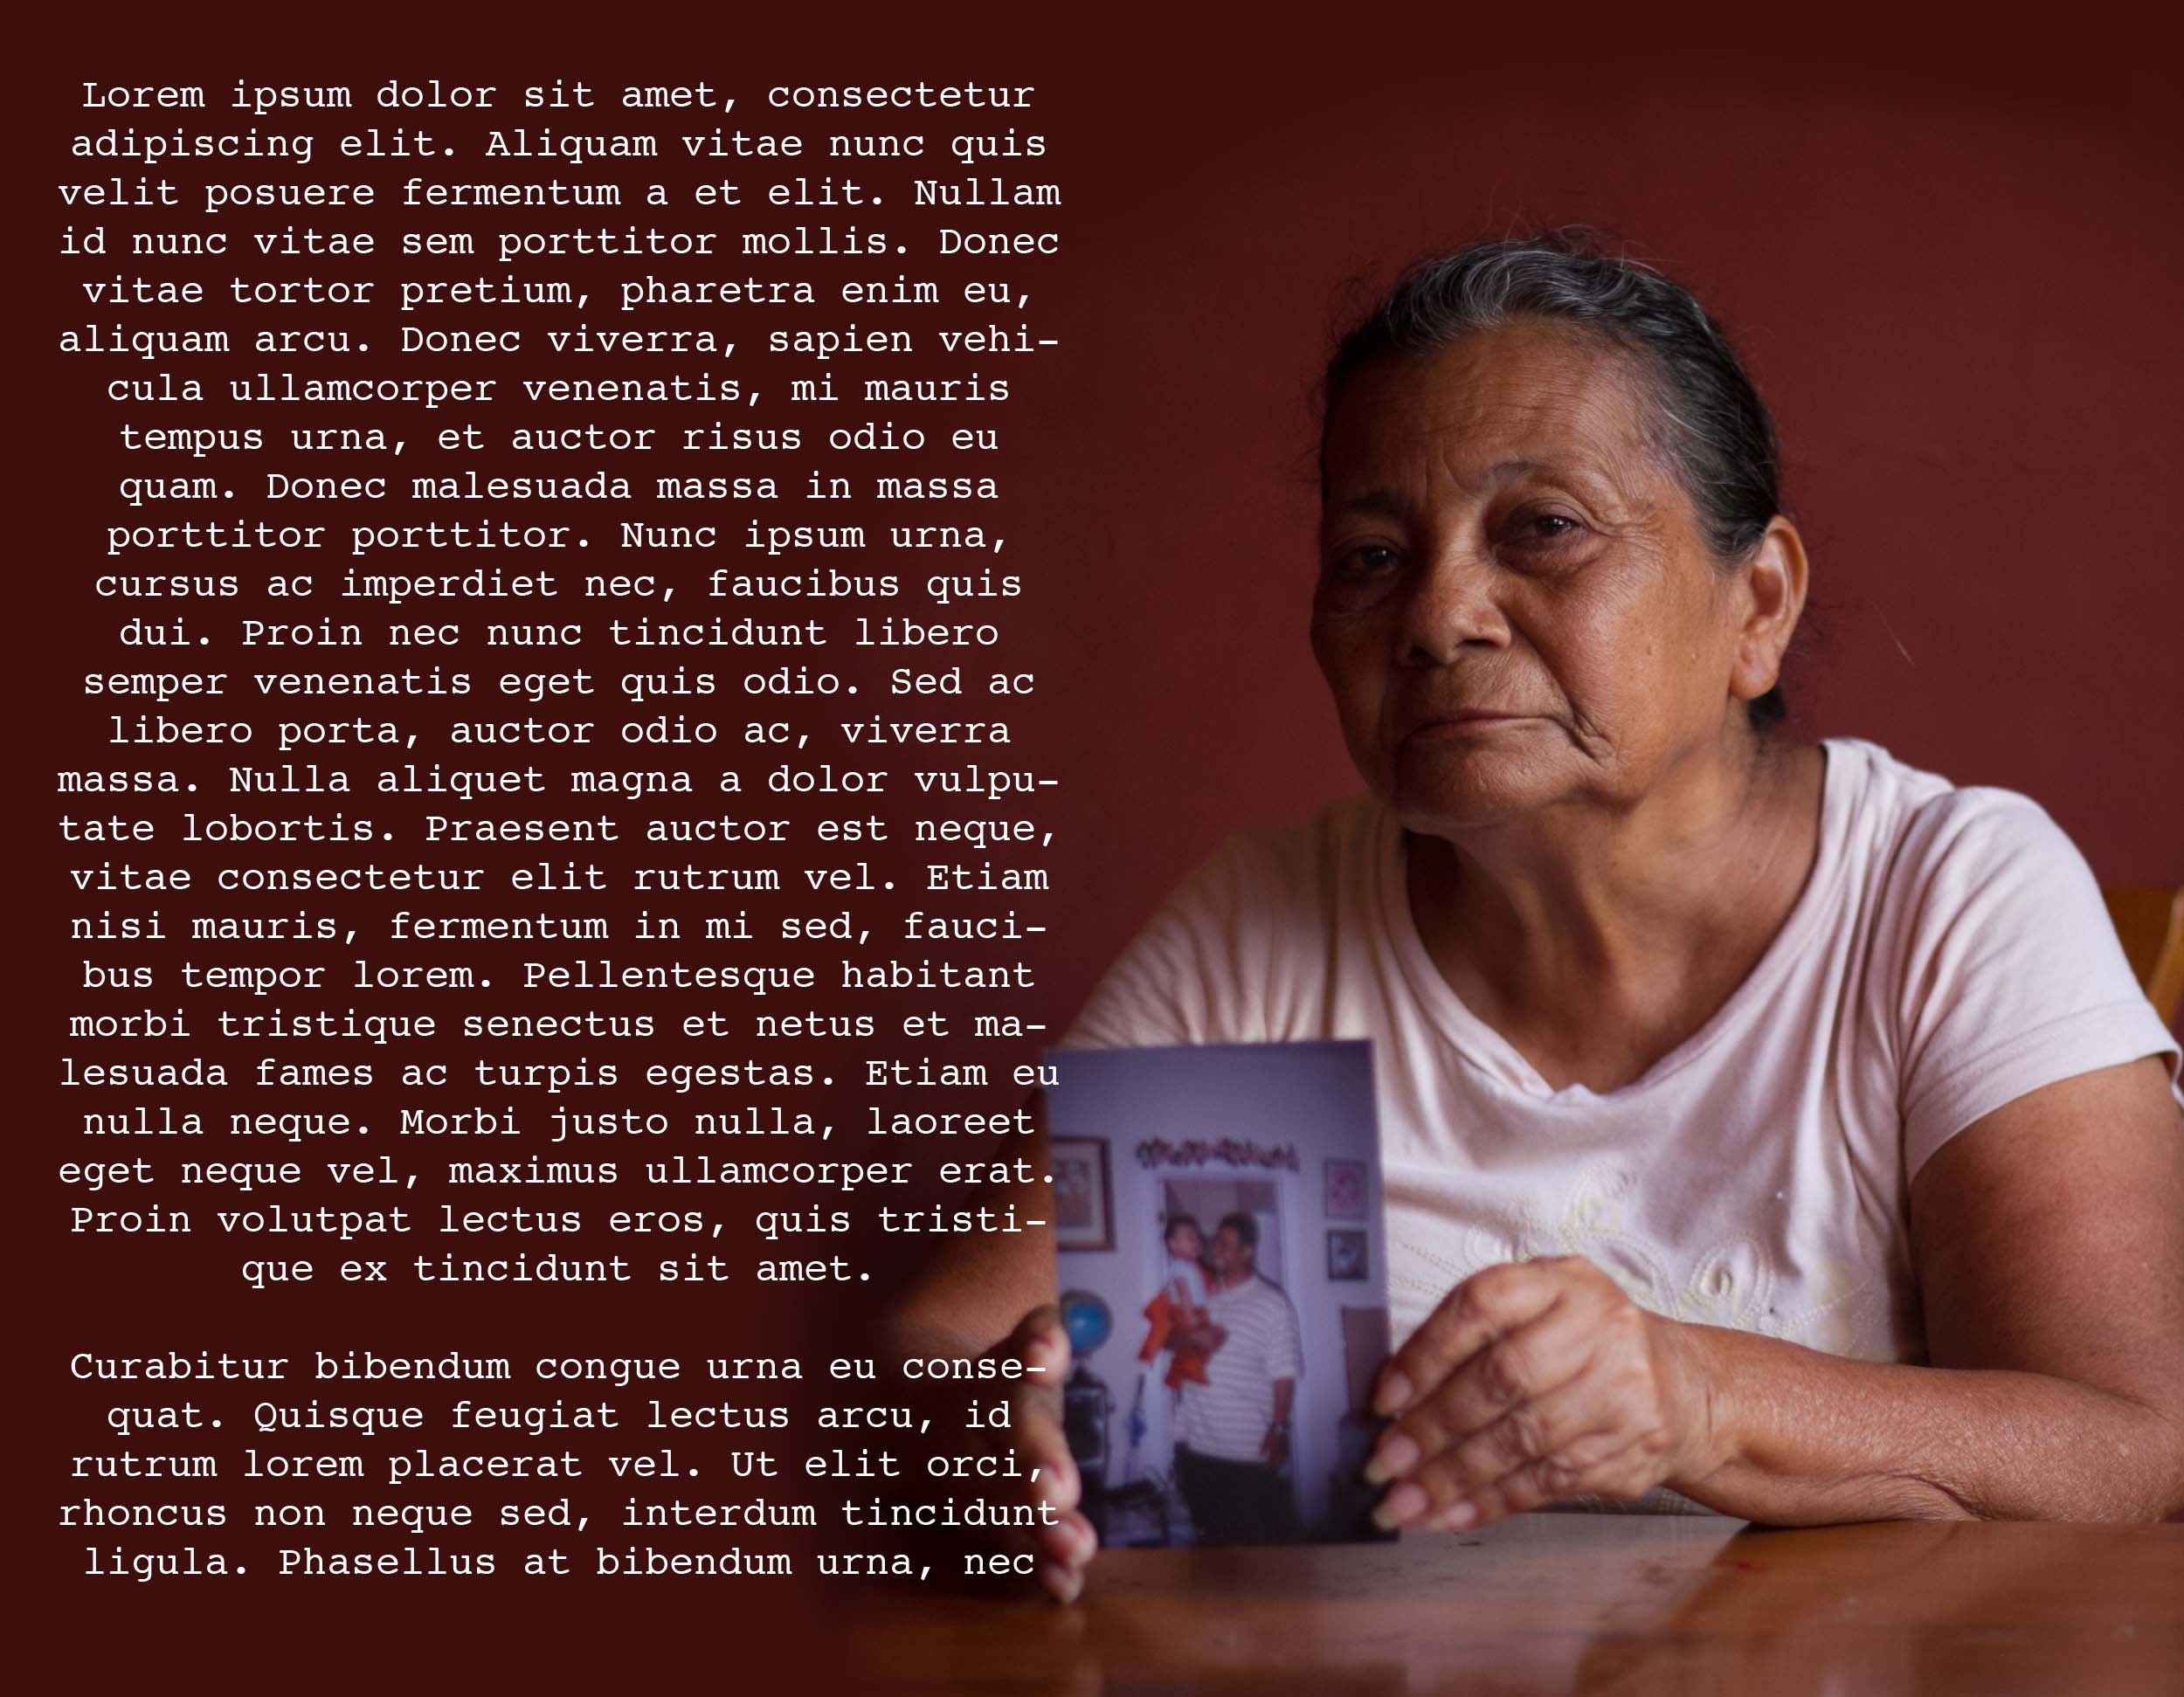 Lorem ipsum dolor sit amet, consectetur
adipiscing elit. Aliquam vitae nunc quis
velit posuere fermentum a et elit. Nullam
id nunc vitae sem porttitor mollis. Donec
vitae tortor pretium, pharetra enim eu,
aliquam arcu. Donec viverra, sapien vehi-
cula ullamcorper venenatis, mi mauris
tempus urna, et auctor risus odio eu
quam. Donec malesuada massa in massa
porttitor porttitor. Nunc ipsum urna,
cursus ac imperdiet nec, faucibus quis
dui. Proin nec nunc tincidunt libero
semper venenatis eget quis odio. Sed ac
libero porta, auctor odio ac, viverra
massa. Nulla aliquet magna a dolor vulpu-
tate lobortis. Praesent auctor est neque,
vitae consectetur elit rutrum vel. Etiam
nisi mauris, fermentum in mi sed, fauci-
bus tempor lorem. Pellentesque habitant
morbi tristique senectus et netus et ma-
lesuada fames ac turpis egestas. Etiam eu
nulla neque. Morbi justo nulla, laoreet
eget neque vel, maximus ullamcorper erat.
Proin volutpat lectus eros, quis tristi-
que ex tincidunt sit amet.
Curabitur bibendum congue urna eu conse-
quat. Quisque feugiat lectus arcu, id
rutrum lorem placerat vel. Ut elit orci,
rhoncus non neque sed, interdum tincidunt
ligula. Phasellus at bibendum urna, nec